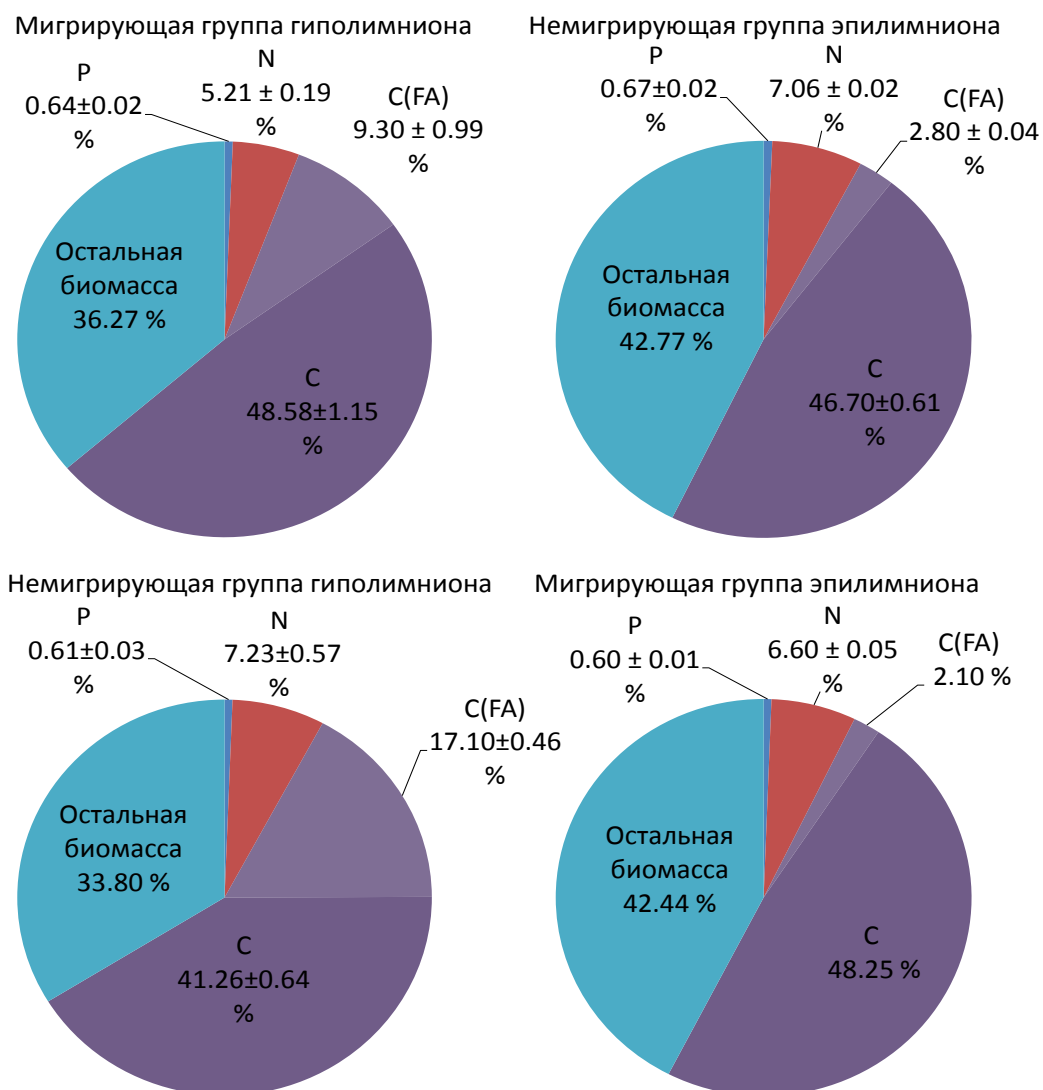 Мигрирующая группа гиполимниона
P
0.64±0.02
%
N
5.21 ± 0.19
%
C(FA)
9.30 ± 0.99
%
Остальная
биомасса
36.27 %
C
48.58±1.15
%
Немигрирующая группа эпилимниона
P
0.67±0.02
%
N
7.06 ± 0.02
%
C(FA)
2.80 ± 0.04
%
Остальная
биомасса
42.77 %
C
46.70±0.61
%
Немигрирующая группа гиполимниона
P
0.61±0.03
%
N
7.23±0.57
%
C(FA)
17.10±0.46
%
Остальная
биомасса
33.80 %
C
41.26±0.64
%
Мигрирующая группа эпилимниона
P
0.60 ± 0.01
%
N
6.60 ± 0.05
%
C(FA)
2.10 %
Остальная
биомасса
42.44 %
C
48.25 %